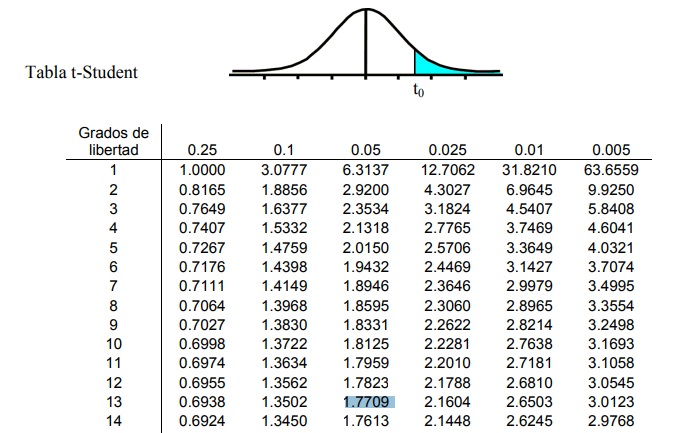 Tabla t-Student
t0
Grados de
libertad 0.25 0.1 0.05 0.025 0.01 0.005
1 1.0000 3.0777 6.3137 12.7062 31.8210 63.6559
2 0.8165 1.8856 2.9200 4.3027 6.9645 9.9250
3 0.7649 1.6377 2.3534 3.1824 4.5407 5.8408
4 0.7407 1.5332 2.1318 2.7765 3.7469 4.6041
5 0.7267 1.4759 2.0150 2.5706 3.3649 4.0321
6 0.7176 1.4398 1.9432 2.4469 3.1427 3.7074
7 0.7111 1.4149 1.8946 2.3646 2.9979 3.4995
8 0.7064 1.3968 1.8595 2.3060 2.8965 3.3554
9 0.7027 1.3830 1.8331 2.2622 2.8214 3.2498
10 0.6998 1.3722 1.8125 2.2281 2.7638 3.1693
11 0.6974 1.3634 1.7959 2.2010 2.7181 3.1058
12 0.6955 1.3562 1.7823 2.1788 2.6810 3.0545
13 0.6938 1.3502 1.7709 2.1604 2.6503 3.0123
14 0.6924 1.3450 1.7613 2.1448 2.6245 2.9768